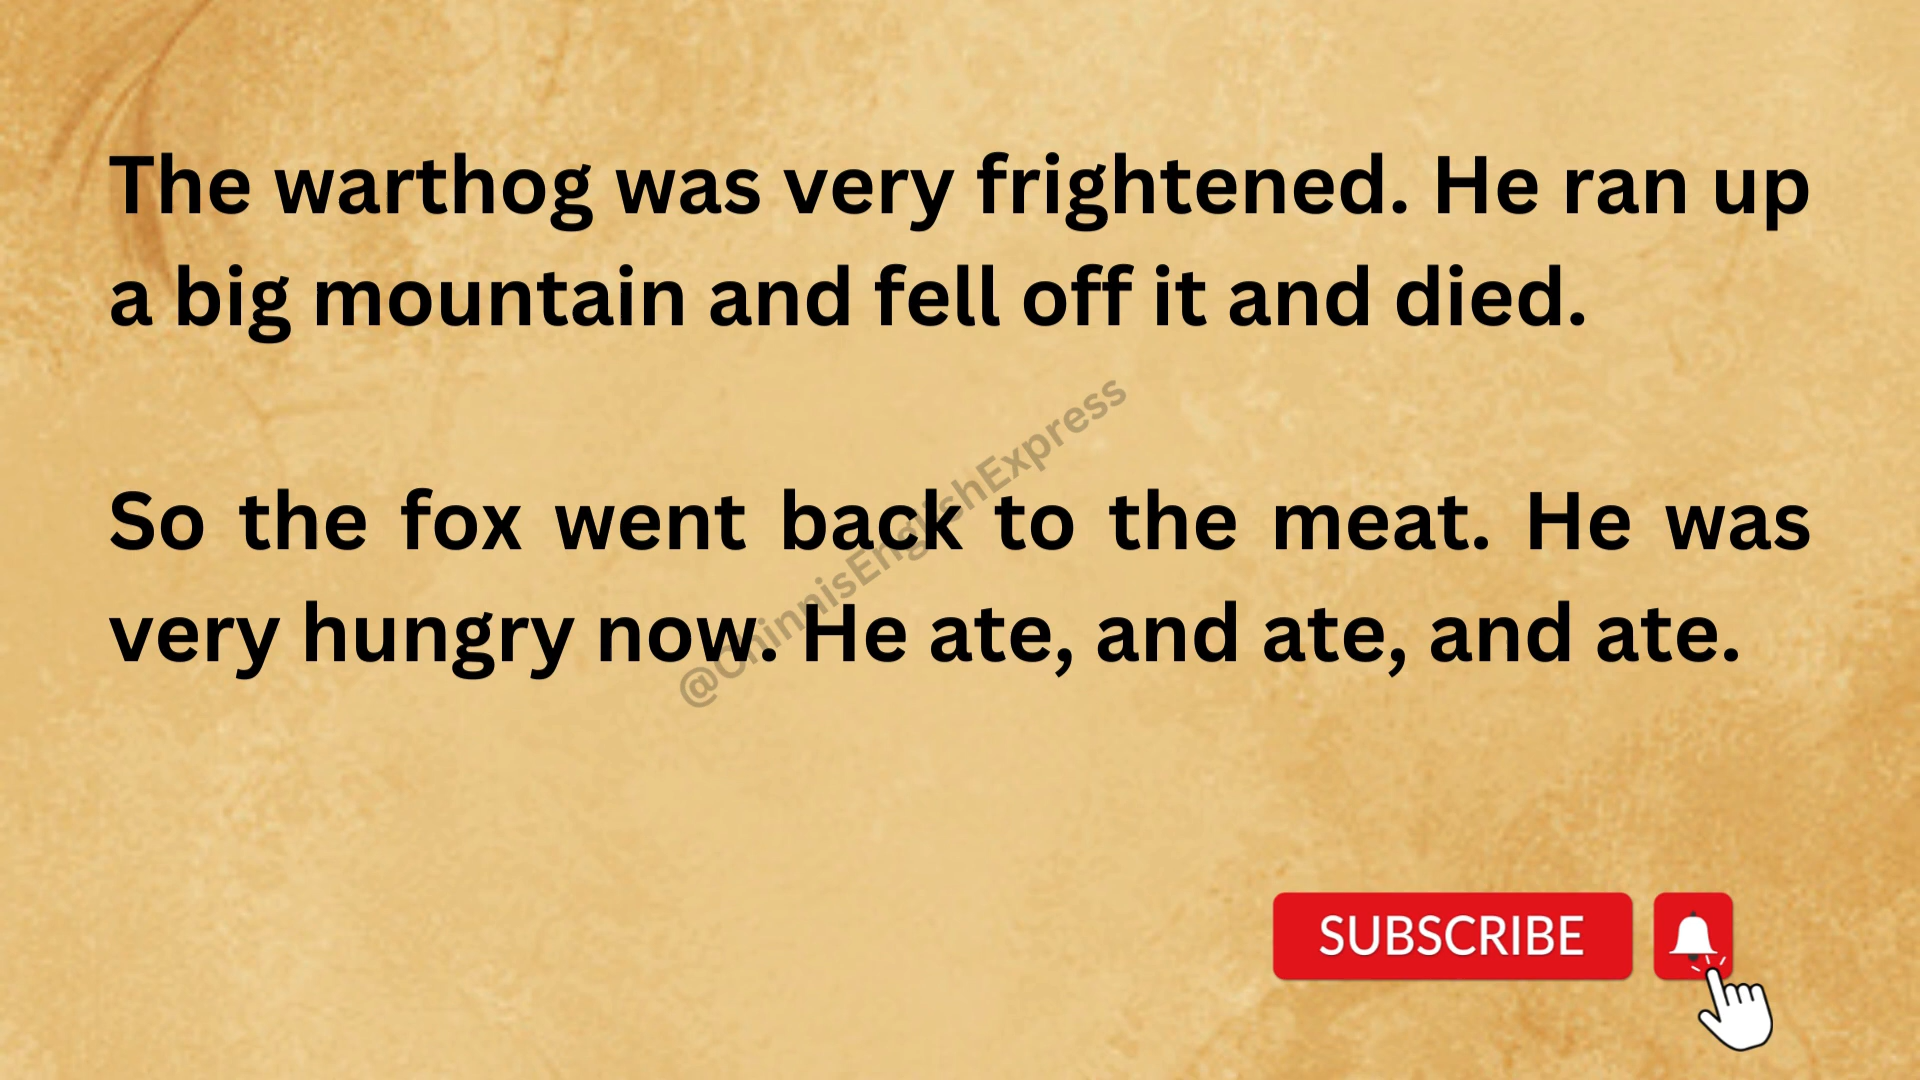 The warthog was very frightened. He ran up
a big mountain and fell off it and died.
So the fox went back to the meat. He was
very hungry now. He ate, and ate, and ate.
@ChinnisEnglishExpress
SUBSCRIBE